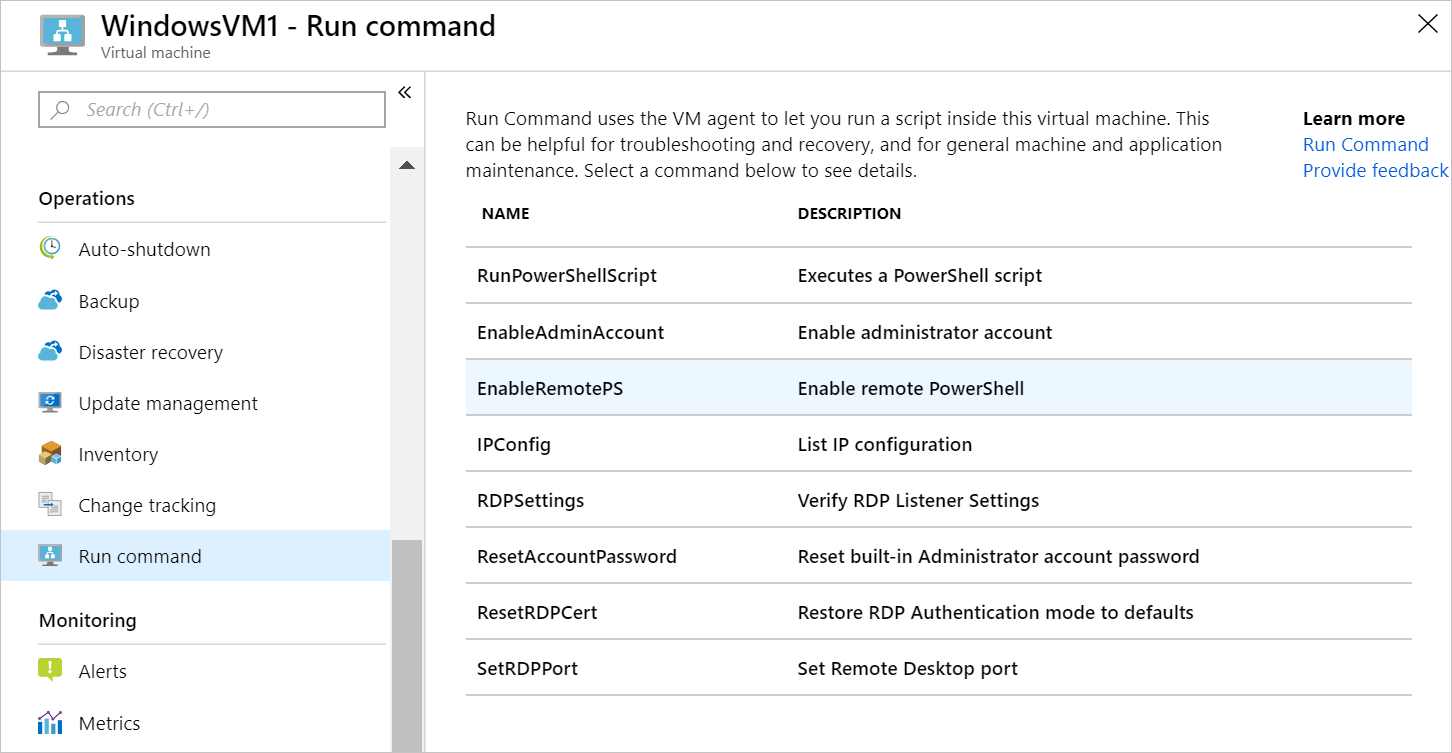 WindowsVM1 - Run command
Virtual machine
Search (Ctrl+/)
Operations
Auto-shutdown
Backup
Disaster recovery
Update management
Inventory
Change tracking
Run command
Monitoring
Alerts
Metrics
Run Command uses the VM agent to let you run a script inside this virtual machine. This
can be helpful for troubleshooting and recovery, and for general machine and application
maintenance. Select a command below to see details.
Learn more
Run Command
Provide feedback
NAME DESCRIPTION
RunPowerShellScript Executes a PowerShell script
EnableAdminAccount Enable administrator account
EnableRemotePS Enable remote PowerShell
IPConfig List IP configuration
RDPSettings Verify RDP Listener Settings
ResetAccountPassword Reset built-in Administrator account password
ResetRDPCert Restore RDP Authentication mode to defaults
SetRDPPort Set Remote Desktop port